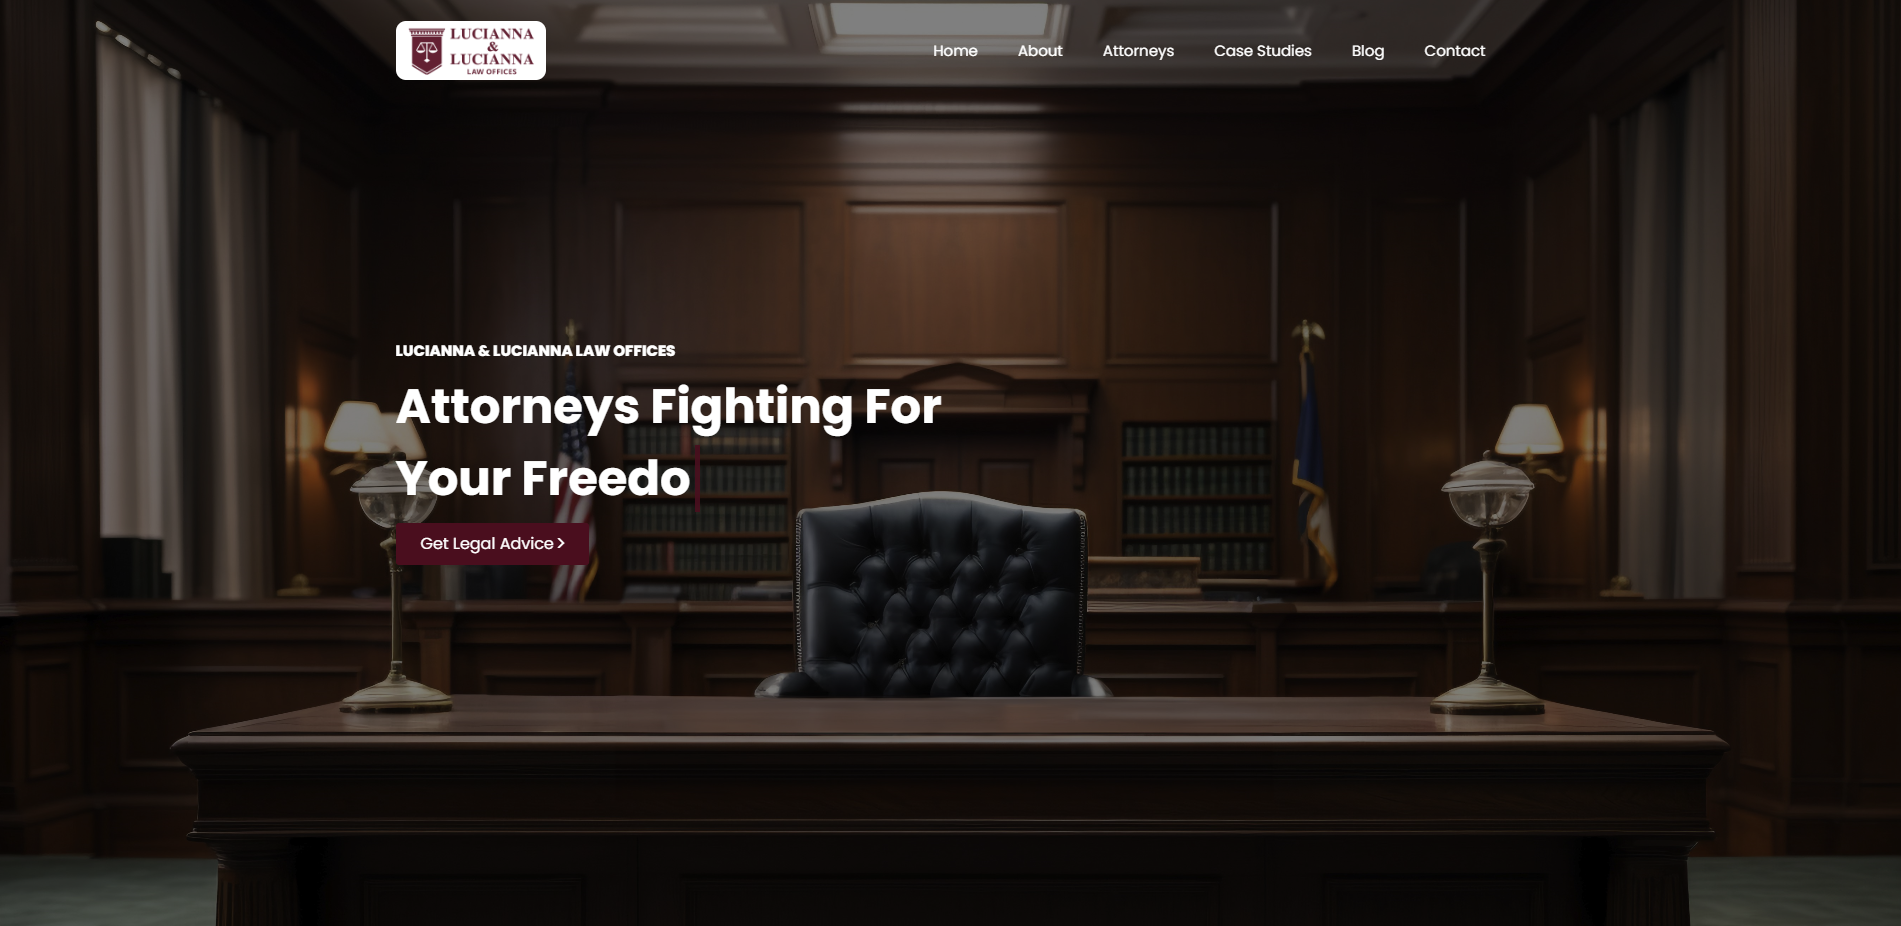 LUCIANNA
&
LUCIANNA
LAW OFFICES
Home About Attorneys Case Studies Blog Contact
LUCIANNA & LUCIANNA LAW OFFICES
Attorneys Fighting For
Your Freedo
Get Legal Advice >